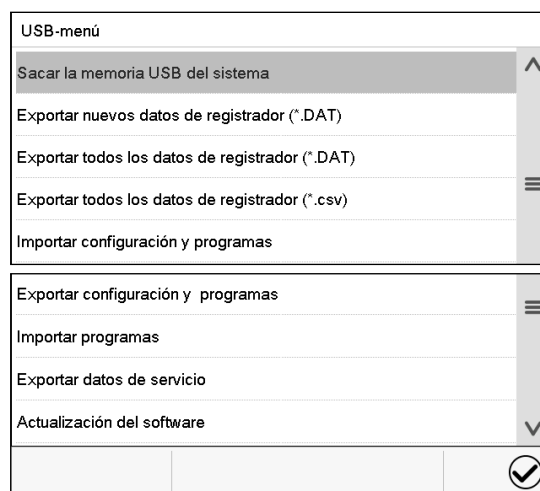 USB-menú
Sacar la memoria USB del sistema
Exportar nuevos datos de registrador (*.DAT)
Exportar todos los datos de registrador (*.DAT)
Exportar todos los datos de registrador (*.csv)
Importar configuración y programas
Exportar configuración y programas
Importar programas
Exportar datos de servicio
Actualización del software